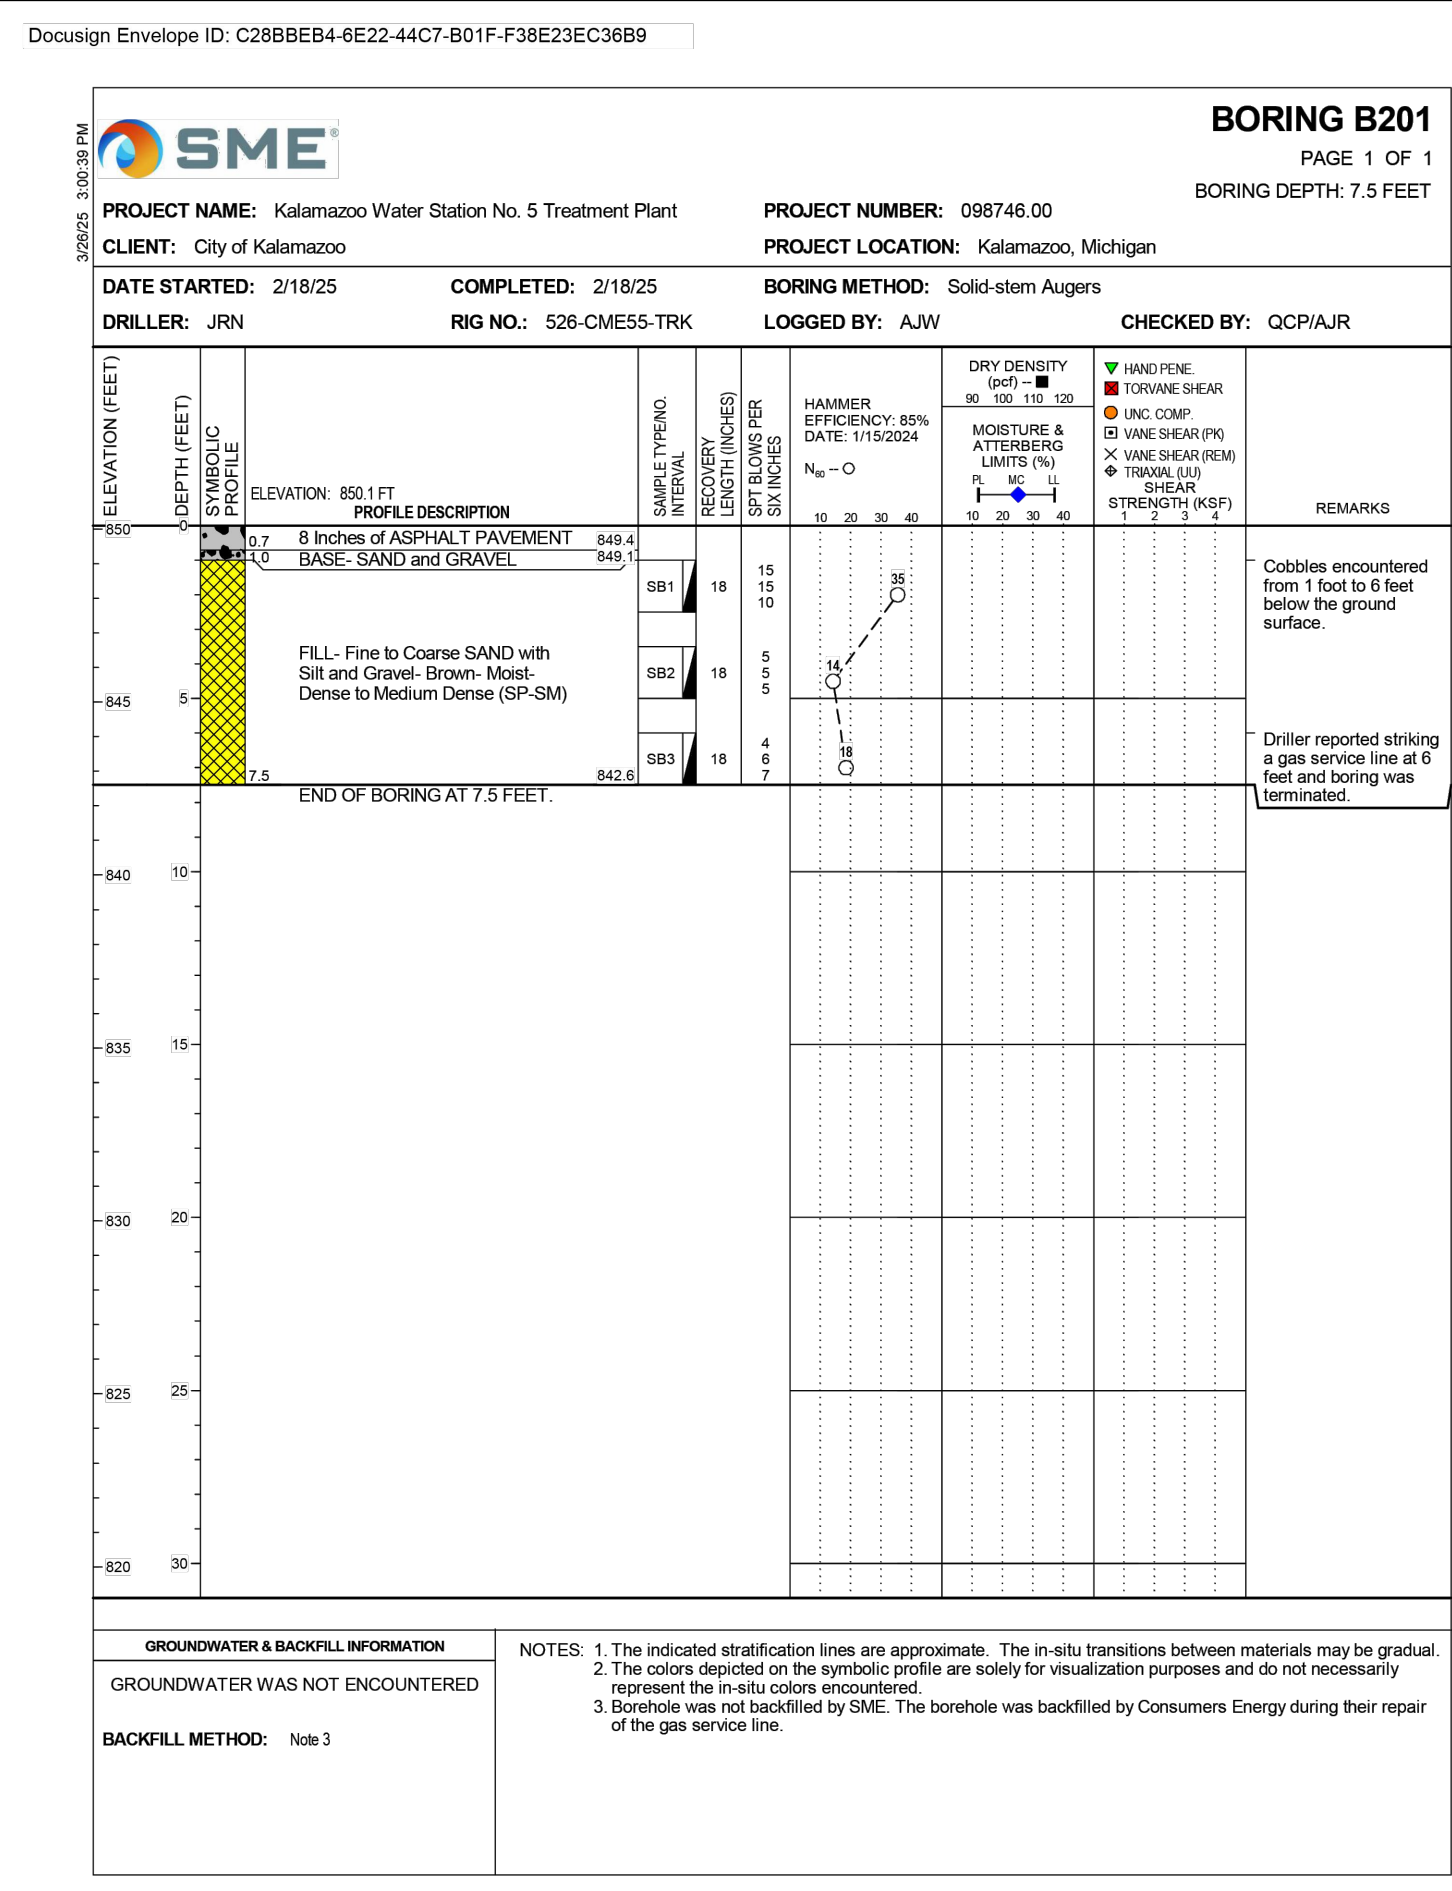 Docusign Envelope ID: C28BBEB4-6E22-44C7-B01F-F38E23EC36B9
3/26/25 3:00:39 PM
SME®
BORING B201
PAGE 1 OF 1
BORING DEPTH: 7.5 FEET
PROJECT NAME: Kalamazoo Water Station No. 5 Treatment Plant
PROJECT NUMBER: 098746.00
CLIENT: City of Kalamazoo
PROJECT LOCATION: Kalamazoo, Michigan
DATE STARTED: 2/18/25
COMPLETED: 2/18/25
BORING METHOD: Solid-stem Augers
DRILLER: JRN
RIG NO.: 526-CME55-TRK
LOGGED BY: AJW
CHECKED BY: QCP/AJR
ELEVATION (FEET)
DEPTH (FEET)
SYMBOLIC
PROFILE
ELEVATION: 850.1 FT
PROFILE DESCRIPTION
SAMPLE TYPE/NO.
INTERVAL
RECOVERY
LENGTH (INCHES)
SPT BLOWS PER
SIX INCHES
HAMMER
EFFICIENCY: 85%
DATE: 1/15/2024
N60 -- O
10 20 30 40
DRY DENSITY
(pcf) -- ■
90 100 110 120
MOISTURE &
ATTERBERG
LIMITS (%)
PL MC LL
10 20 30 40
HAND PENE.
TORVANE SHEAR
UNC. COMP.
VANE SHEAR (PK)
VANE SHEAR (REM)
TRIAXIAL (UU)
SHEAR
STRENGTH (KSF)
1 2 3 4
REMARKS
850 0
0.7 8 Inches of ASPHALT PAVEMENT 849.4
1.0 BASE- SAND and GRAVEL 849.1
SB1 18
15
15
10
35
Cobbles encountered
from 1 foot to 6 feet
below the ground
surface.
FILL- Fine to Coarse SAND with
Silt and Gravel- Brown- Moist-
Dense to Medium Dense (SP-SM)
SB2 18
5
5
5
14
845 5
SB3 18
4
6
7
18
Driller reported striking
a gas service line at 6
feet and boring was
terminated.
7.5 842.6
END OF BORING AT 7.5 FEET.
840 10
835 15
830 20
825 25
820 30
GROUNDWATER & BACKFILL INFORMATION
GROUNDWATER WAS NOT ENCOUNTERED
BACKFILL METHOD: Note 3
NOTES: 1. The indicated stratification lines are approximate. The in-situ transitions between materials may be gradual.
2. The colors depicted on the symbolic profile are solely for visualization purposes and do not necessarily
represent the in-situ colors encountered.
3. Borehole was not backfilled by SME. The borehole was backfilled by Consumers Energy during their repair
of the gas service line.